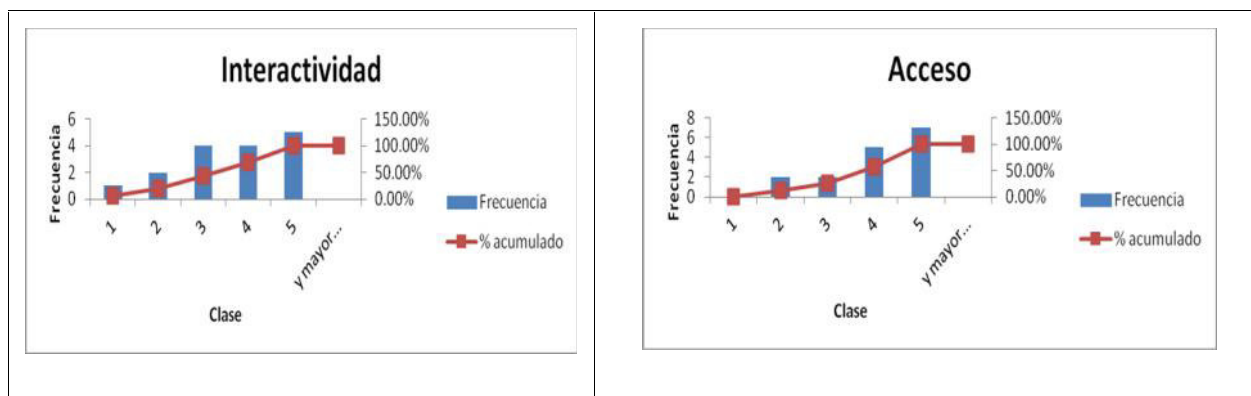 Interactividad
Frecuencia
6
4
2
0
150.00%
100.00%
50.00%
0.00%
1
2
3
4
5
y mayor...
Clase
Frecuencia
% acumulado
Acceso
Frecuencia
8
6
4
2
0
150.00%
100.00%
50.00%
0.00%
1
2
3
4
5
y mayor...
Clase
Frecuencia
% acumulado